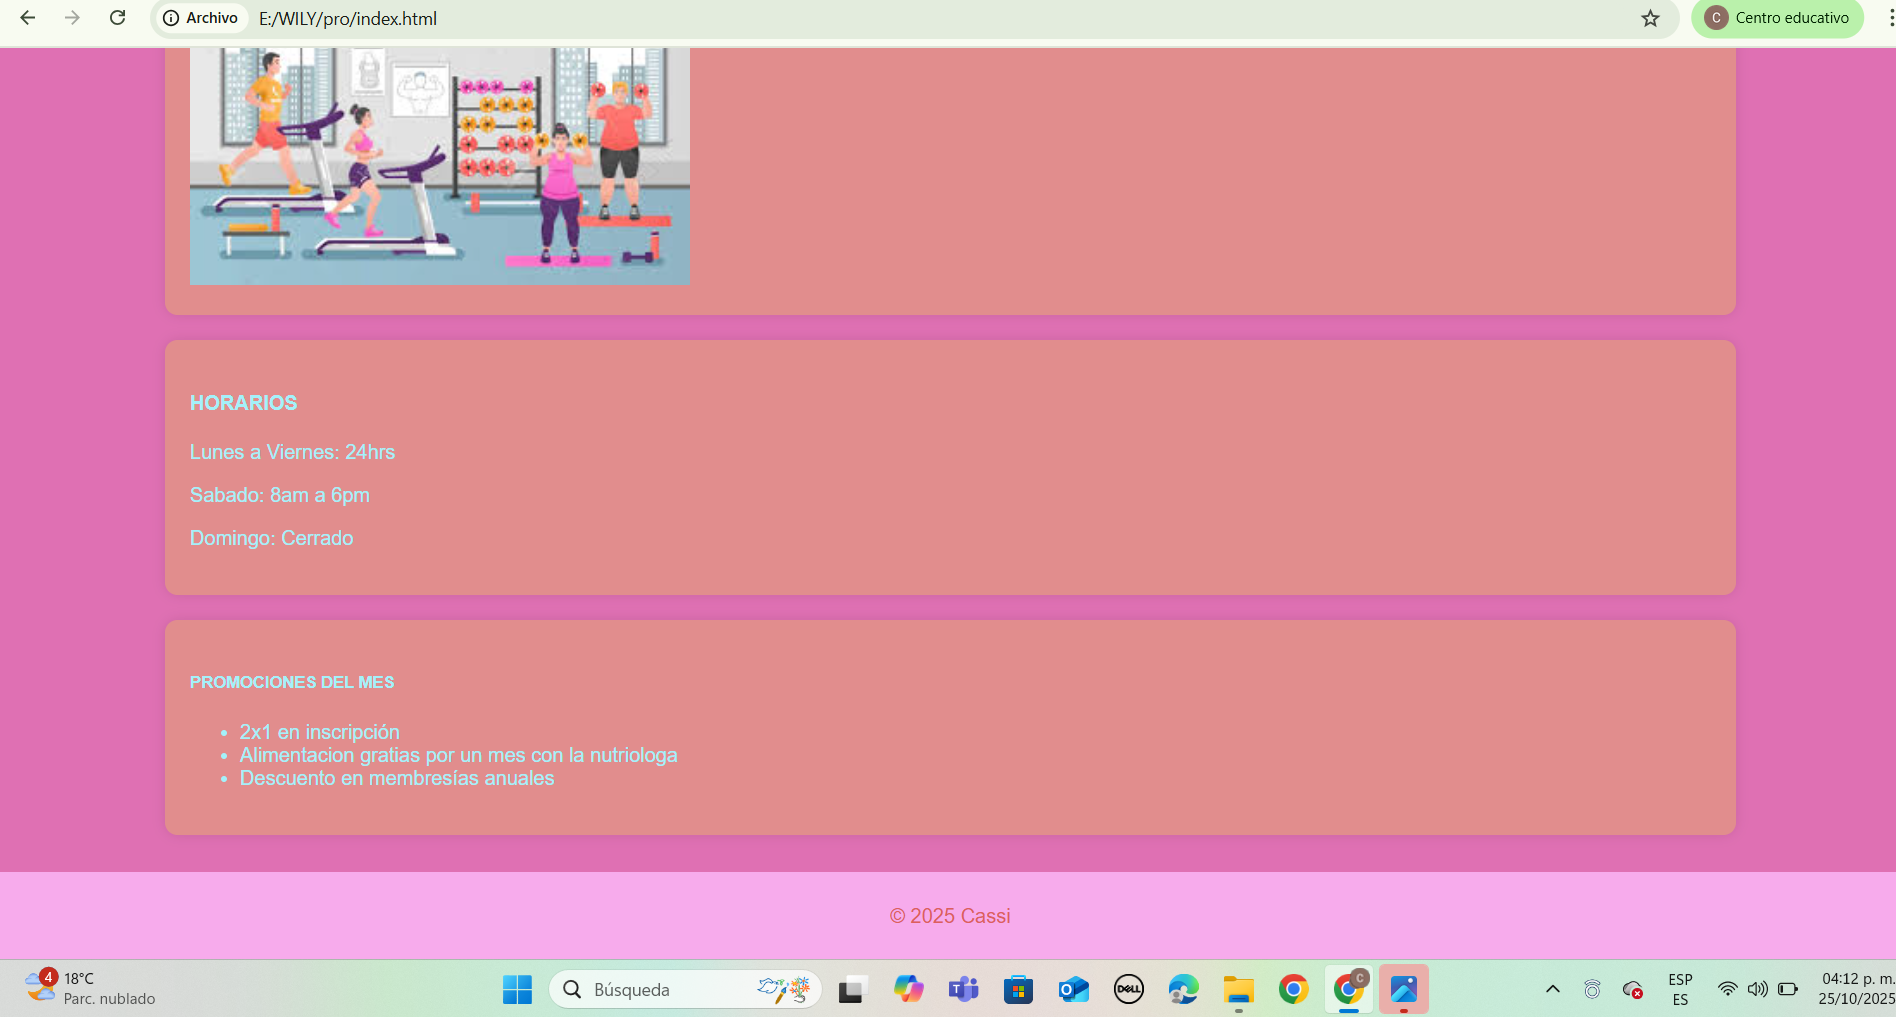 Archivo
E:/WILY/pro/index.html
C
Centro educativo
HORARIOS
Lunes a Viernes: 24hrs
Sabado: 8am a 6pm
Domingo: Cerrado
PROMOCIONES DEL MES
• 2x1 en inscripción
• Alimentacion gratias por un mes con la nutriologa
• Descuento en membresías anuales
© 2025 Cassi
4
18°C
Parc. nublado
Búsqueda
T
O
DELL
C
ESP
ES
04:12 p. m.
25/10/2025